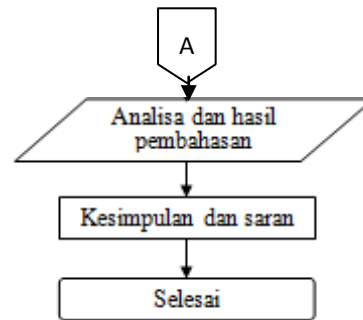 A
Analisa dan hasil
pembahasan
Kesimpulan dan saran
Selesai